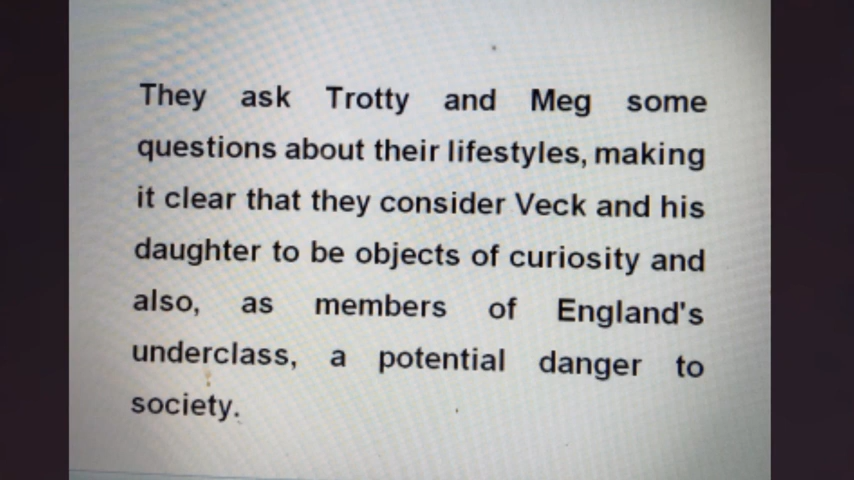 They ask Trotty and Meg some
questions about their lifestyles, making
it clear that they consider Veck and his
daughter to be objects of curiosity and
also, as members of England's
underclass, a potential danger to
society.